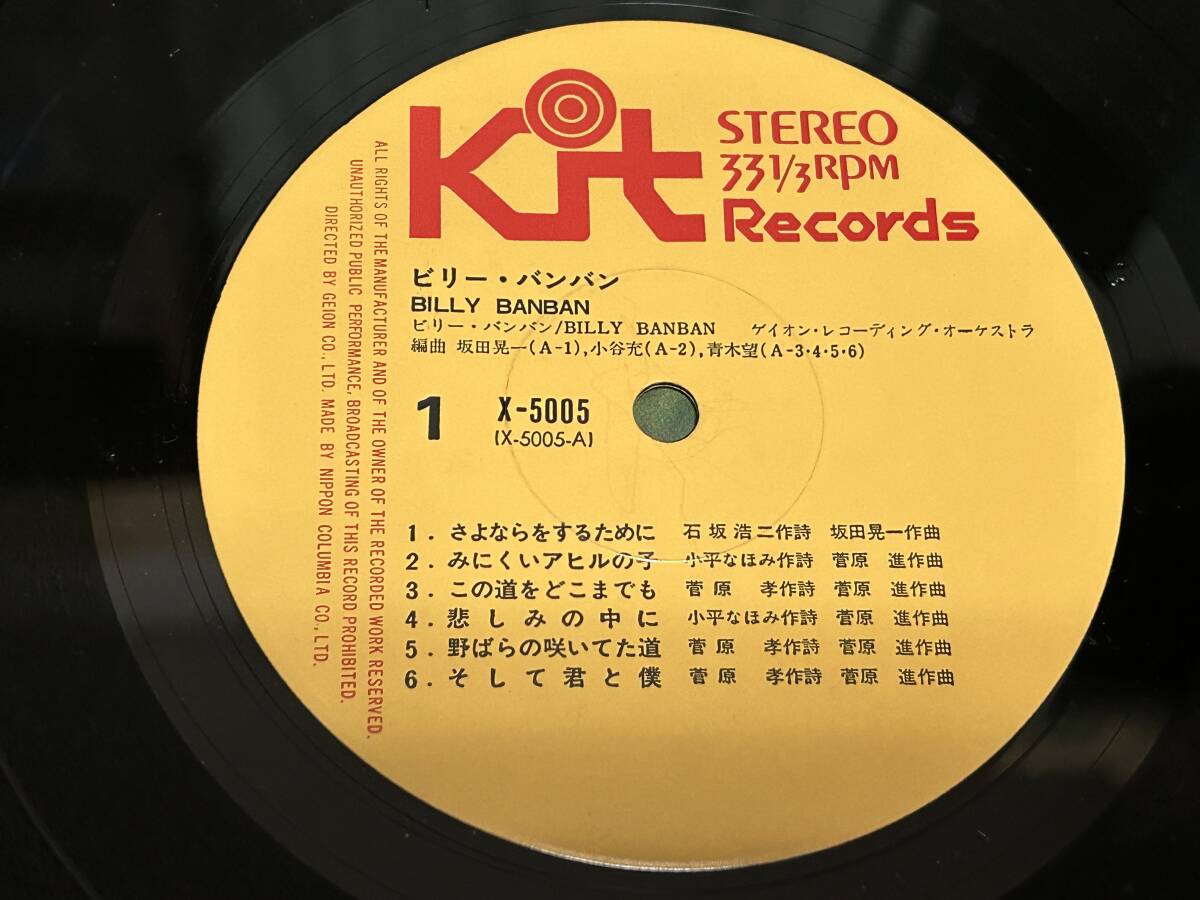 Kit
STEREO
33 1/3 RPM
Records
ビリー・バンバン
BILLY BANBAN
ビリー・バンバン/BILLY BANBAN ゲイオン・レコーディング・オーケストラ
編曲 坂田晃一(A-1),小谷充(A-2),青木望(A-3・4・5・6)
1 X-5005
(X-5005-A)
1. さよならをするために 石坂浩二作詩 坂田晃一作曲
2. みにくいアヒルの子 小平なほみ作詩 菅原 進作曲
3. この道をどこまでも 菅原 孝作詩 菅原 進作曲
4. 悲しみの中に 小平なほみ作詩 菅原 進作曲
5. 野ばらの咲いてた道 菅原 孝作詩 菅原 進作曲
6. そして君と僕 菅原 孝作詩 菅原 進作曲
ALL RIGHTS OF THE MANUFACTURER AND OF THE OWNER OF THE RECORDED WORK RESERVED.
UNAUTHORIZED PUBLIC PERFORMANCE, BROADCASTING OF THIS RECORD PROHIBITED.
DIRECTED BY GEION CO., LTD. MADE BY NIPPON COLUMBIA CO., LTD.